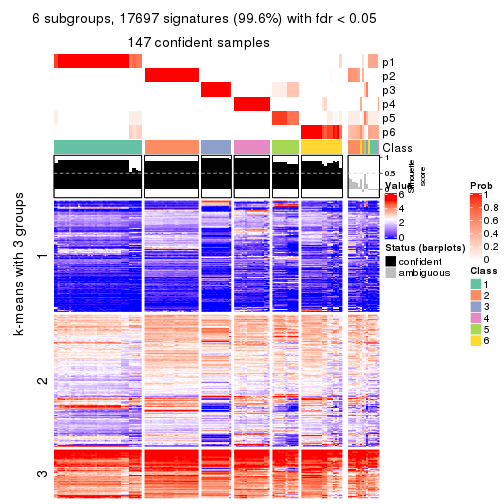 6 subgroups, 17697 signatures (99.6%) with fdr < 0.05
147 confident samples
p1
p2
p3
p4
p5
p6
Class
1
0.5
0
Silhouette
score
k-means with 3 groups
1
2
3
Value
6
4
2
0
Status (barplots)
confident
ambiguous
Prob
1
0.8
0.6
0.4
0.2
0
Class
1
2
3
4
5
6